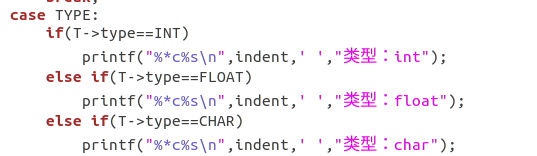 case TYPE:
if(T->type==INT)
printf("%*c%s\n",indent,' ',"类型：int");
else if(T->type==FLOAT)
printf("%*c%s\n",indent,' ',"类型：float");
else if(T->type==CHAR)
printf("%*c%s\n",indent,' ',"类型：char");